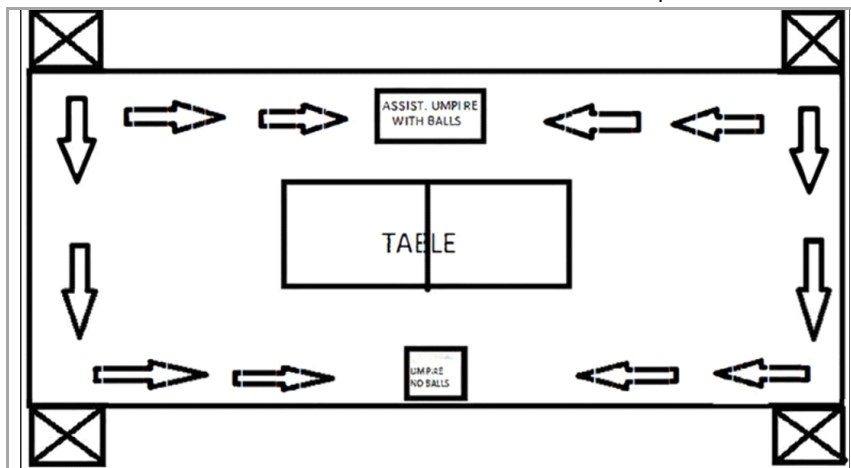 ASSIST. UMPIRE
WITH BALLS
TABLE
UMPIRE
NO BALLS